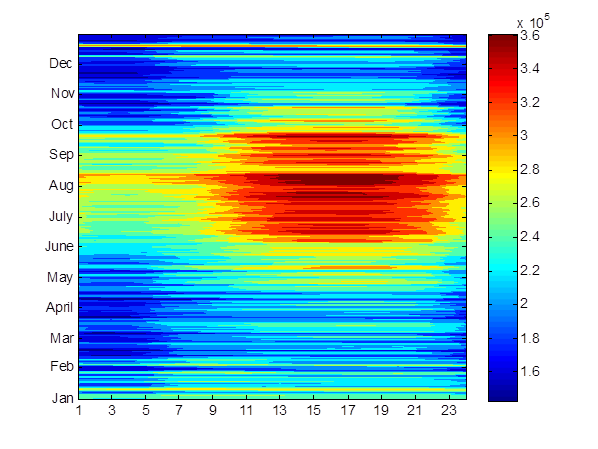 x 10^5
3.6
3.4
3.2
3
2.8
2.6
2.4
2.2
2
1.8
1.6
Dec
Nov
Oct
Sep
Aug
July
June
May
April
Mar
Feb
Jan
1 3 5 7 9 11 13 15 17 19 21 23